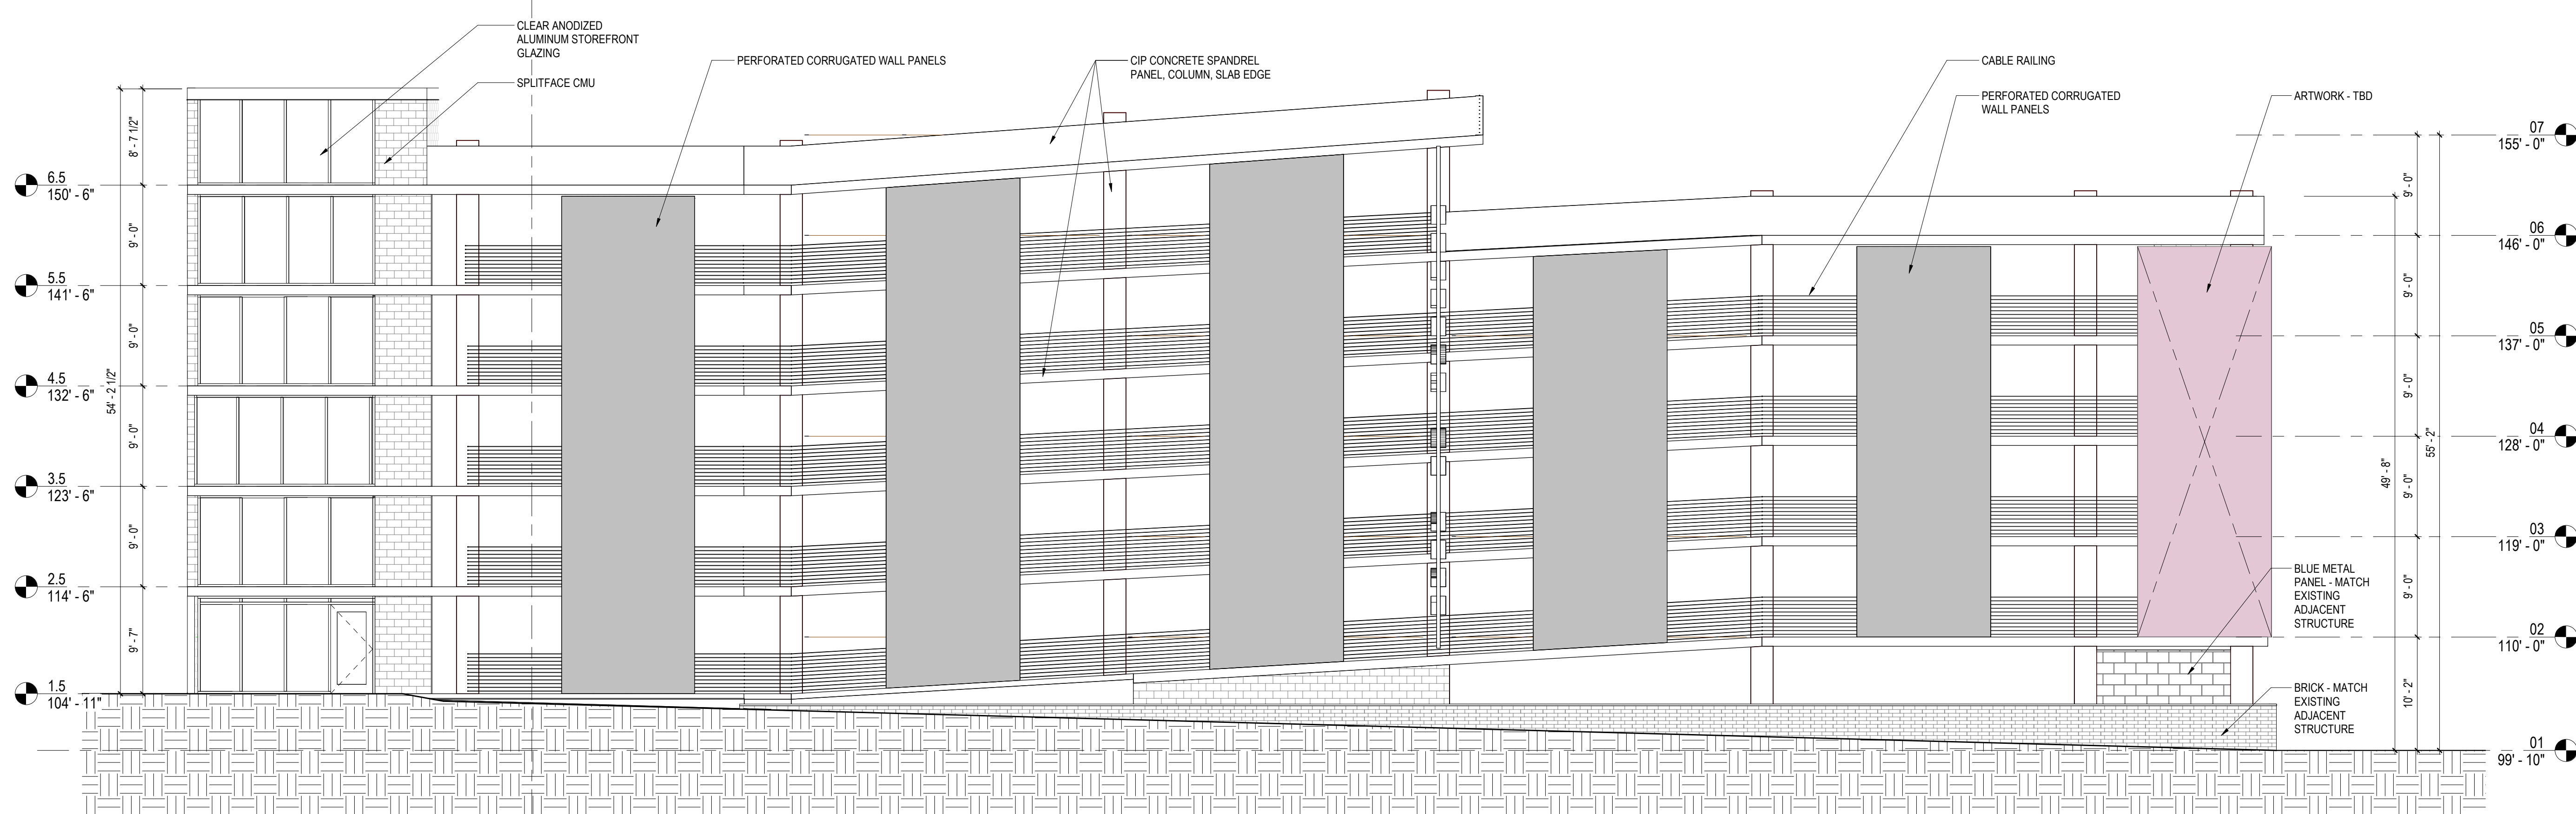 CLEAR ANODIZED
ALUMINUM STOREFRONT
GLAZING
SPLITFACE CMU
PERFORATED CORRUGATED WALL PANELS
CIP CONCRETE SPANDREL
PANEL, COLUMN, SLAB EDGE
CABLE RAILING
PERFORATED CORRUGATED
WALL PANELS
ARTWORK - TBD
BLUE METAL
PANEL - MATCH
EXISTING
ADJACENT
STRUCTURE
BRICK - MATCH
EXISTING
ADJACENT
STRUCTURE
6.5
150' - 6"
5.5
141' - 6"
4.5
132' - 6"
3.5
123' - 6"
2.5
114' - 6"
1.5
104' - 11"
8' - 7 1/2"
9' - 0"
9' - 0"
9' - 0"
9' - 0"
9' - 7"
54' - 2 1/2"
07
155' - 0"
06
146' - 0"
05
137' - 0"
04
128' - 0"
03
119' - 0"
02
110' - 0"
01
99' - 10"
9' - 0"
9' - 0"
9' - 0"
9' - 0"
9' - 0"
10' - 2"
49' - 8"
55' - 2"